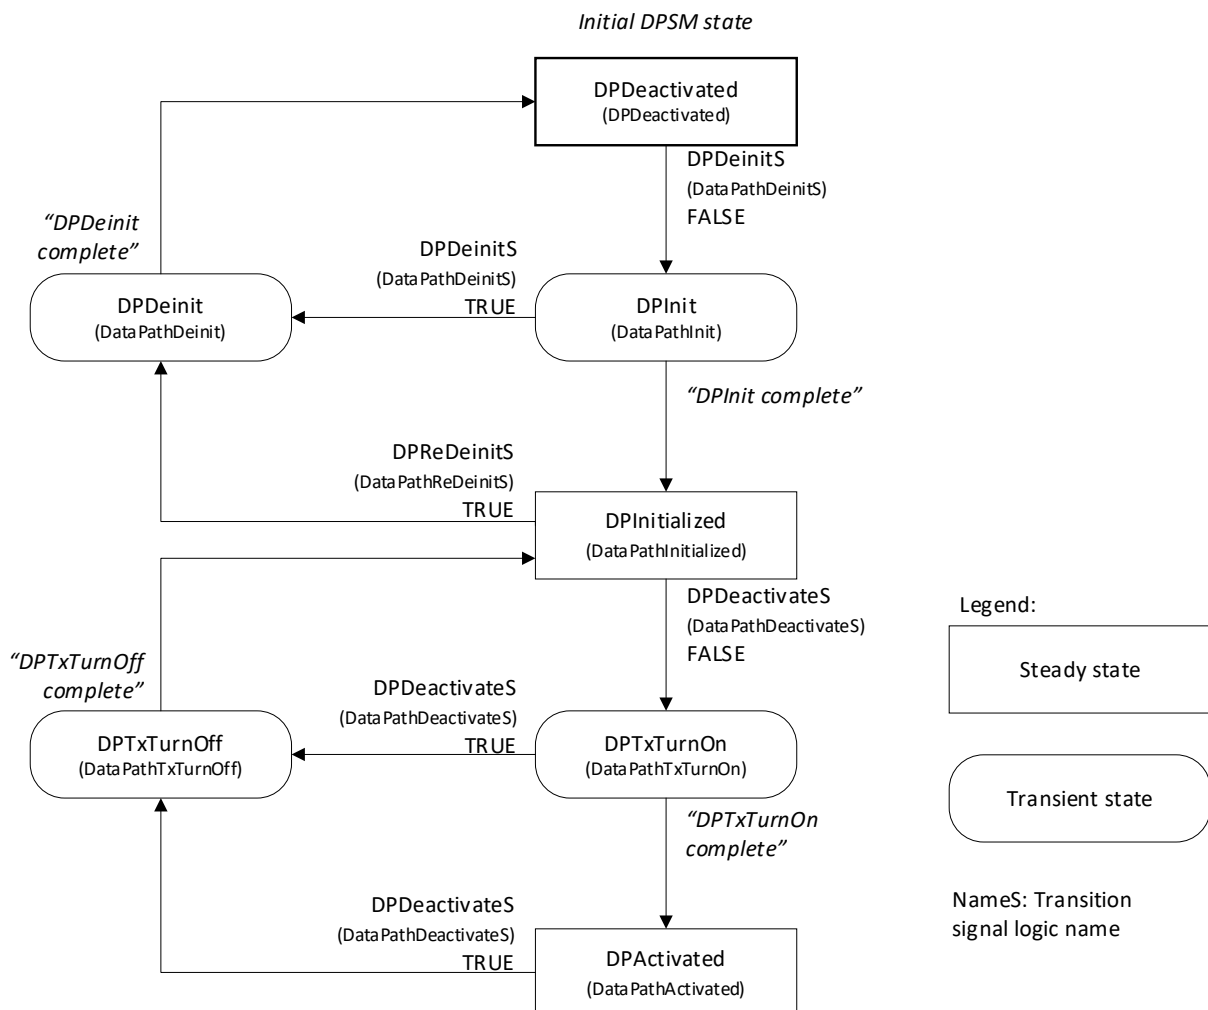 Initial DPSM state
DPDeactivated
(DPDeactivated)
DPDeinitS
(DataPathDeinitS)
FALSE
“DPDeinit
complete”
DPDeinitS
(DataPathDeinitS)
TRUE
DPDeinit
(DataPathDeinit)
DPInit
(DataPathInit)
“DPInit complete”
DPReDeinitS
(DataPathReDeinitS)
TRUE
DPInitialized
(DataPathInitialized)
DPDeactivateS
(DataPathDeactivateS)
FALSE
“DPTxTurnOff
complete”
DPDeactivateS
(DataPathDeactivateS)
TRUE
DPTxTurnOff
(DataPathTxTurnOff)
DPTxTurnOn
(DataPathTxTurnOn)
“DPTxTurnOn
complete”
DPDeactivateS
(DataPathDeactivateS)
TRUE
DPActivated
(DataPathActivated)
Legend:
Steady state
Transient state
NameS: Transition
signal logic name